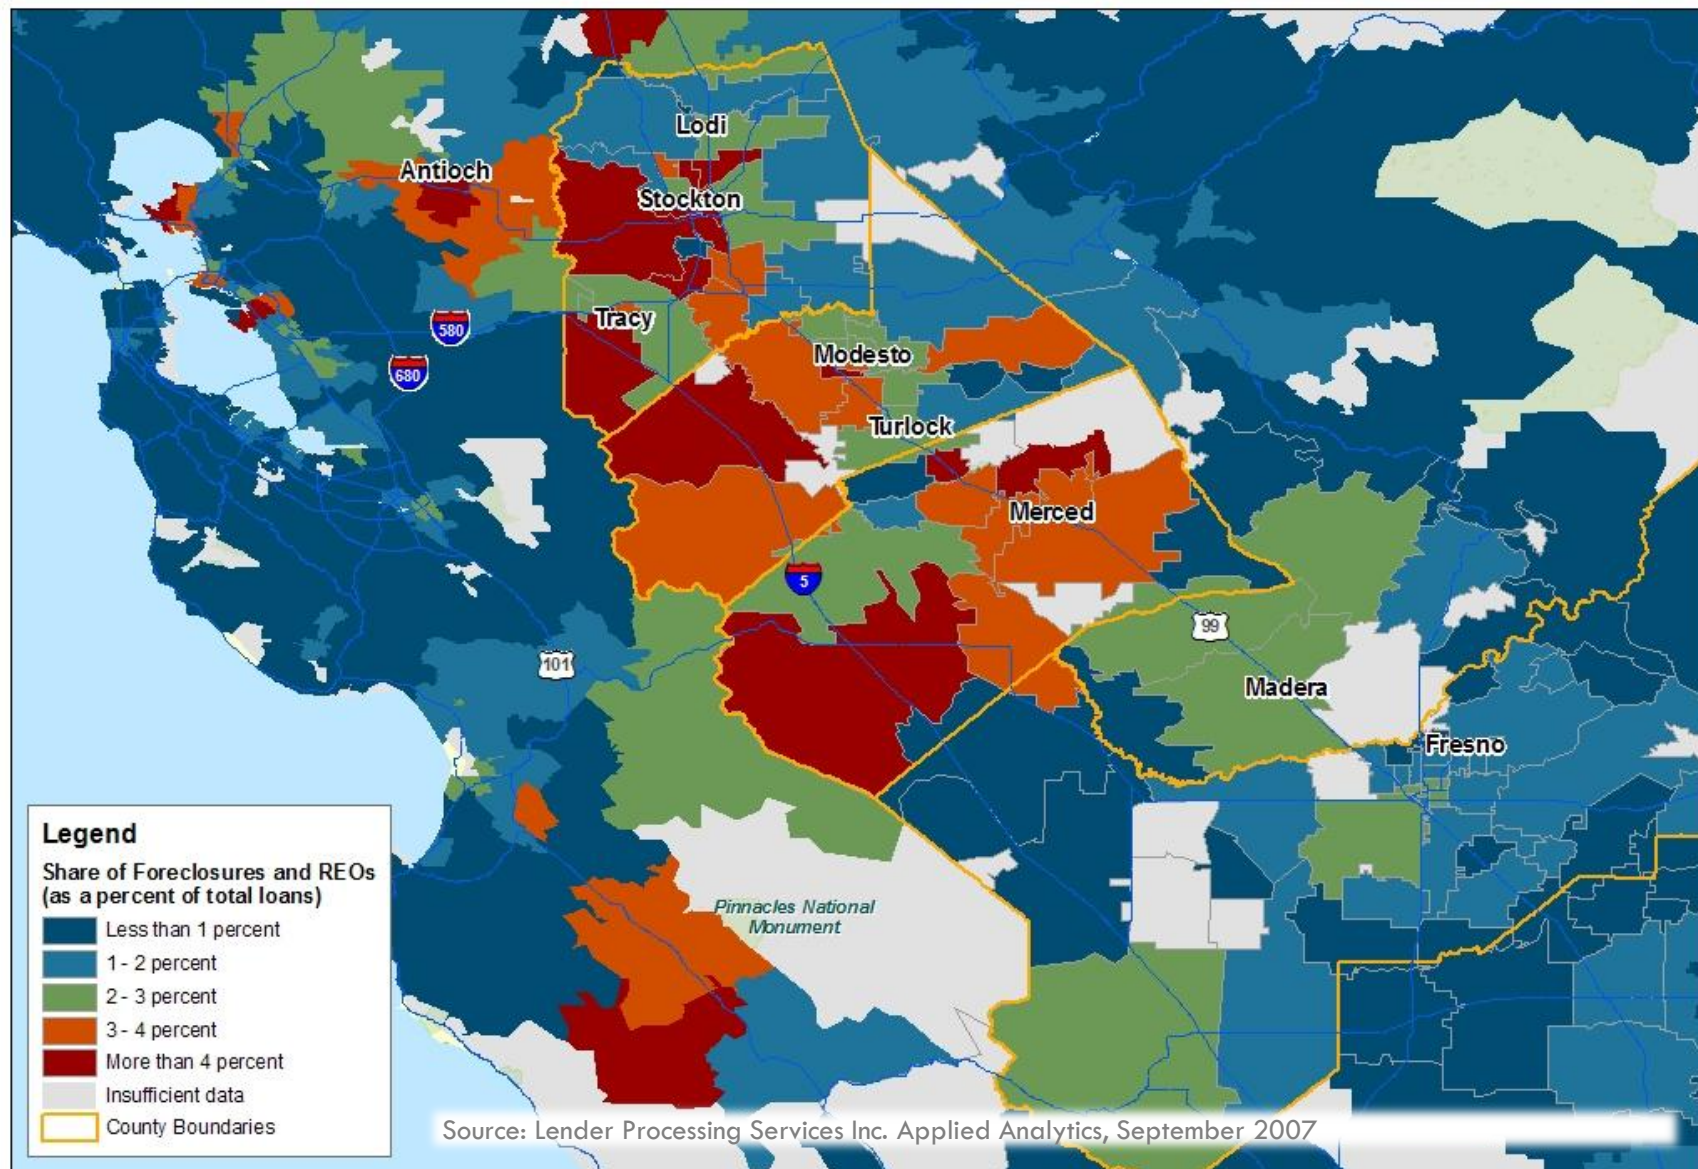 Lodi
Antioch
Stockton
Tracy
580
Modesto
680
Turlock
Merced
5
99
101
Madera
Fresno
Pinnacles National
Monument
Legend
Share of Foreclosures and REOs
(as a percent of total loans)
Less than 1 percent
1 - 2 percent
2 - 3 percent
3 - 4 percent
More than 4 percent
Insufficient data
County Boundaries
Source: Lender Processing Services Inc. Applied Analytics, September 2007